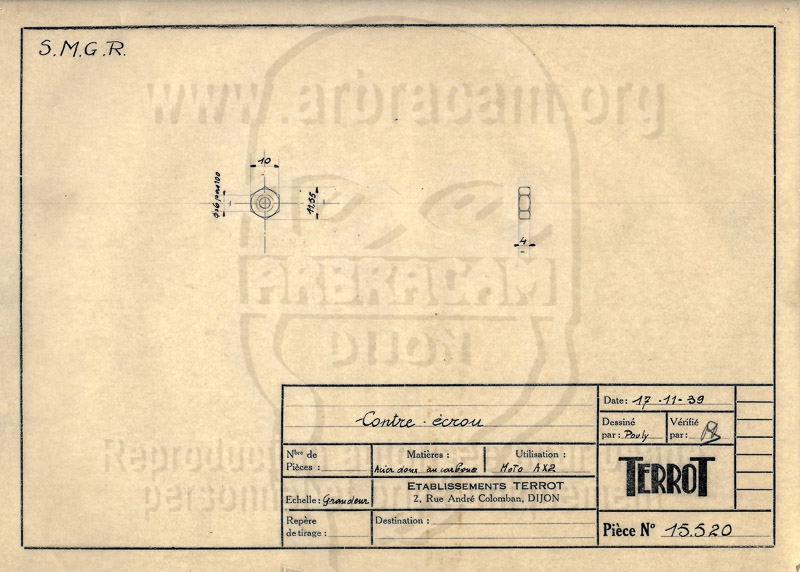 S.M.G.R.
www.arbracam.org
10
11,55
ARBRACAM
4
DIJON
Contre-écrou
Date: 17-11-39
Dessiné par: Pouly
Vérifié par:
Nbre de Pièces:
Matières: Acier doux au carbone
Utilisation: Moto AX2
TERROT
Echelle: Grandeur
ETABLISSEMENTS TERROT
2, Rue André Colomban, DIJON
Repère de tirage:
Destination:
Pièce N° 15.520